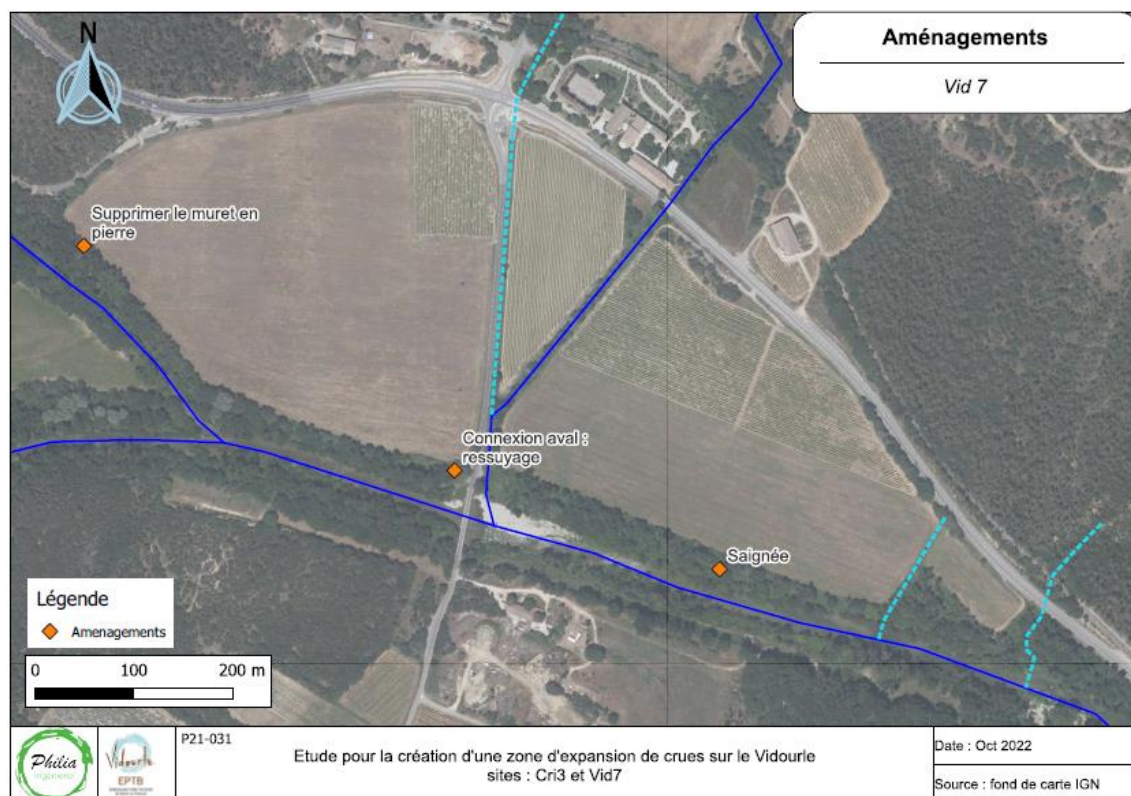 N
Aménagements
Vid 7
Supprimer le muret en
pierre
Connexion aval :
ressuyage
Saignée
Légende
Amenagements
0 100 200 m
Philia
Ingénierie
Vidourle
EPTB
P21-031
Etude pour la création d'une zone d'expansion de crues sur le Vidourle
sites : Cri3 et Vid7
Date : Oct 2022
Source : fond de carte IGN